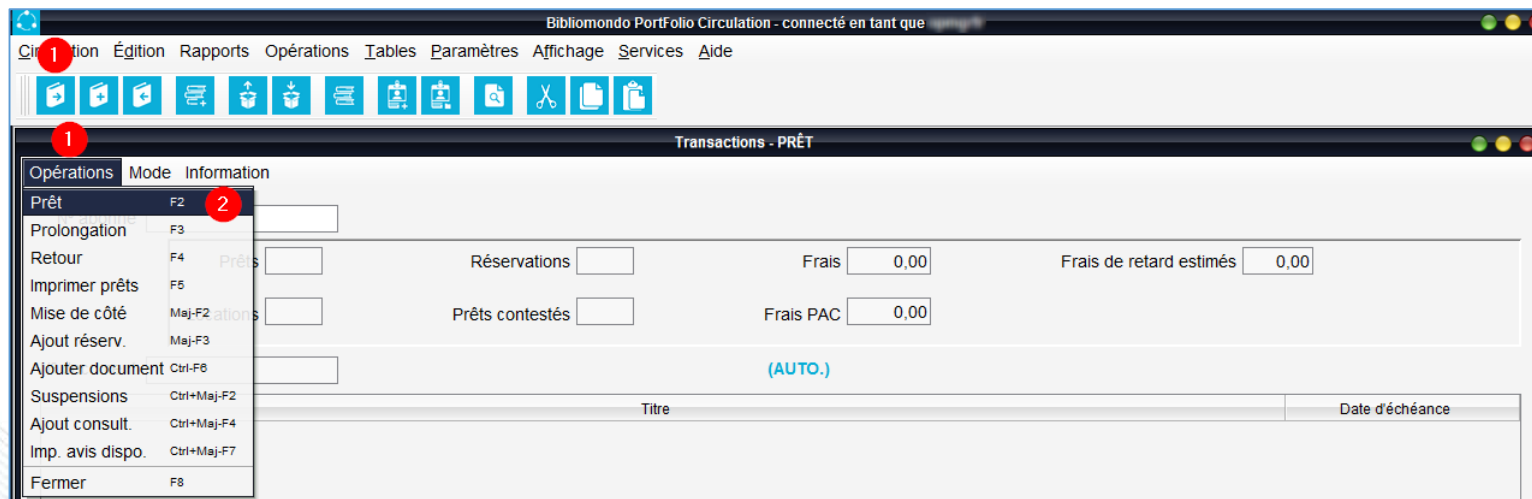 Bibliomondo PortFolio Circulation - connecté en tant que
1
Édition Rapports Opérations Tables Paramètres Affichage Services Aide
1
Transactions - PRÊT
Opérations Mode Information
Prêt F2 2
Prolongation F3
Retour F4 Prêts Réservations Frais 0,00 Frais de retard estimés 0,00
Imprimer prêts F5
Mise de côté Maj-F2 Prêts contestés Frais PAC 0,00
Ajout réserv. Maj-F3
Ajouter document Ctrl-F6 (AUTO.)
Suspensions Ctrl+Maj-F2
Titre Date d'échéance
Ajout consult. Ctrl+Maj-F4
Imp. avis dispo. Ctrl+Maj-F7
Fermer F8